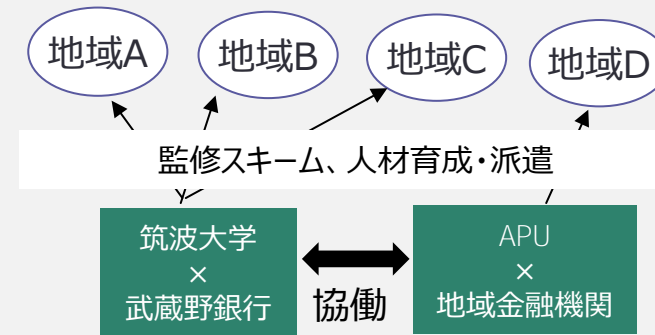 地域A
地域B
地域C
地域D
監修スキーム、人材育成・派遣
筑波大学
×
武蔵野銀行
協働
APU
×
地域金融機関